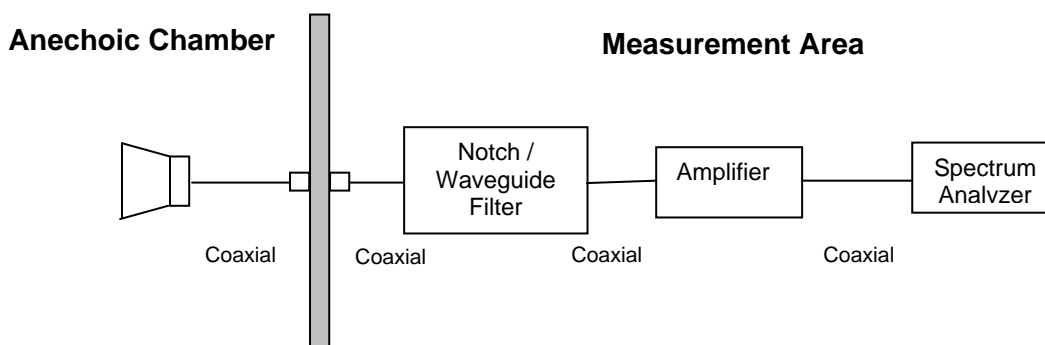 Anechoic Chamber
Measurement Area
Notch /
Waveguide
Filter
Amplifier
Spectrum
Analvzer
Coaxial
Coaxial
Coaxial
Coaxial